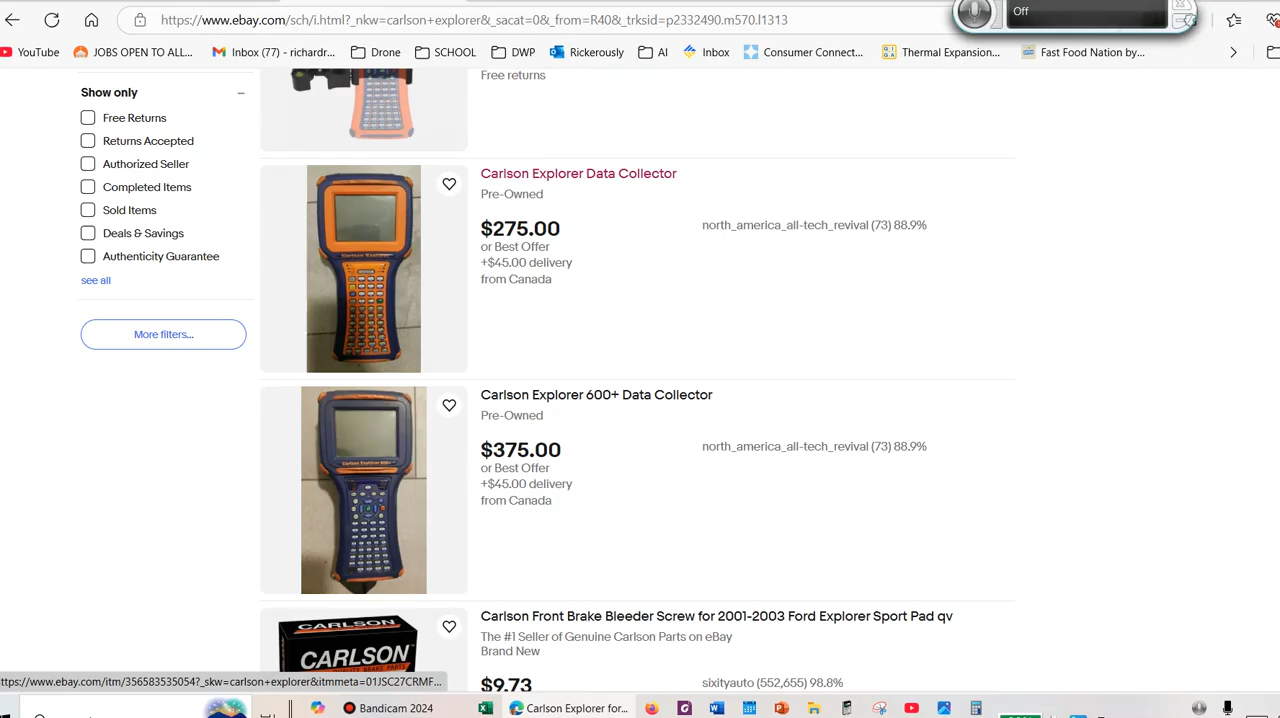 https://www.ebay.com/sch/i.html?_nkw=carlson+explorer&_sacat=0&_from=R40&_trksid=p2332490.m570.l1313
Off
YouTube
JOBS OPEN TO ALL...
Inbox (77) - richardr...
Drone
SCHOOL
DWP
Rickerously
AI
Inbox
Consumer Connect...
Thermal Expansion...
Fast Food Nation by...
Free returns
Show only
Free Returns
Returns Accepted
Authorized Seller
Completed Items
Sold Items
Deals & Savings
Authenticity Guarantee
see all
More filters...
Carlson Explorer Data Collector
Pre-Owned
$275.00
or Best Offer
+$45.00 delivery
from Canada
north_america_all-tech_revival (73) 88.9%
Carlson Explorer 600+ Data Collector
Pre-Owned
$375.00
or Best Offer
+$45.00 delivery
from Canada
north_america_all-tech_revival (73) 88.9%
CARLSON
CARLSON
Carlson Front Brake Bleeder Screw for 2001-2003 Ford Explorer Sport Pad qv
The #1 Seller of Genuine Carlson Parts on eBay
Brand New
$9.73
sixityauto (552,655) 98.8%
https://www.ebay.com/itm/356583535054?_skw=carlson+explorer&itmmeta=01JSC27CRMF...
Bandicam 2024
Carlson Explorer for...